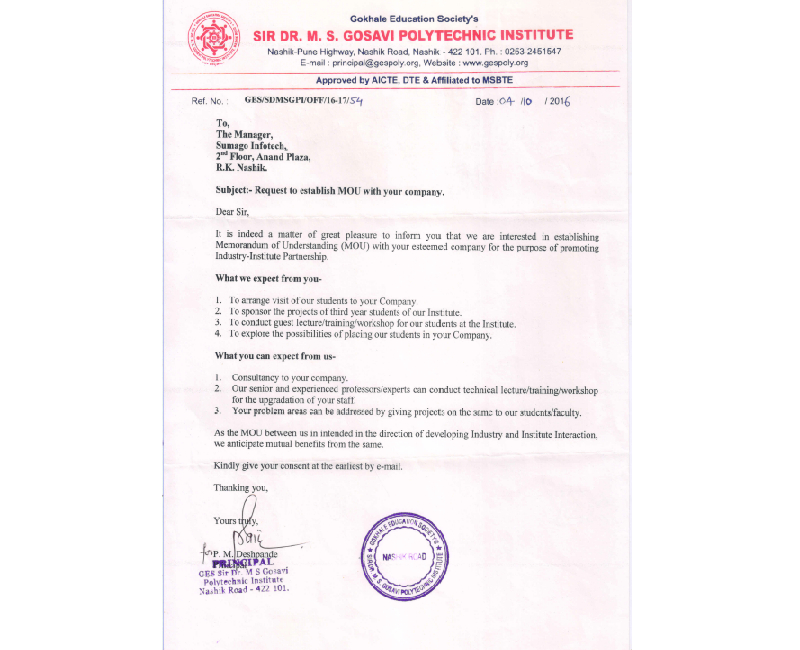 Gokhale Education Society's
SIR DR. M. S. GOSAVI POLYTECHNIC INSTITUTE
Nashik-Pune Highway, Nashik Road, Nashik - 422 101. Ph. : 0253 2451547
E-mail : principal@gespoly.org, Website : www.gespoly.org
Approved by AICTE, DTE & Affiliated to MSBTE
Ref. No. : GES/SDMSGPI/OFF/16-17/54 Date 04 /10 / 2016
To,
The Manager,
Sumago Infotech,
2nd Floor, Anand Plaza,
R.K. Nashik.
Subject:- Request to establish MOU with your company.
Dear Sir,
It is indeed a matter of great pleasure to inform you that we are interested in establishing
Memorandum of Understanding (MOU) with your esteemed company for the purpose of promoting
Industry-Institute Partnership.
What we expect from you-
1. To arrange visit of our students to your Company
2. To sponsor the projects of third year students of our Institute.
3. To conduct guest lecture/training/workshop for our students at the Institute.
4. To explore the possibilities of placing our students in your Company.
What you can expect from us-
1. Consultancy to your company.
2. Our senior and experienced professors/experts can conduct technical lecture/training/workshop
for the upgradation of your staff
3. Your problem areas can be addressed by giving projects on the same to our students/faculty.
As the MOU between us in intended in the direction of developing Industry and Institute Interaction,
we anticipate mutual benefits from the same.
Kindly give your consent at the earliest by e-mail.
Thanking you,
Yours truly,
for P. M. Deshpande
PRINCIPAL
GES Sir Dr. M S Gosavi
Polytechnic Institute
Nashik Road - 422 101.
GOKHALE EDUCATION SOCIETY'S
NASHIK ROAD
SIR DR. M. S. GOSAVI POLYTECHNIC INSTITUTE